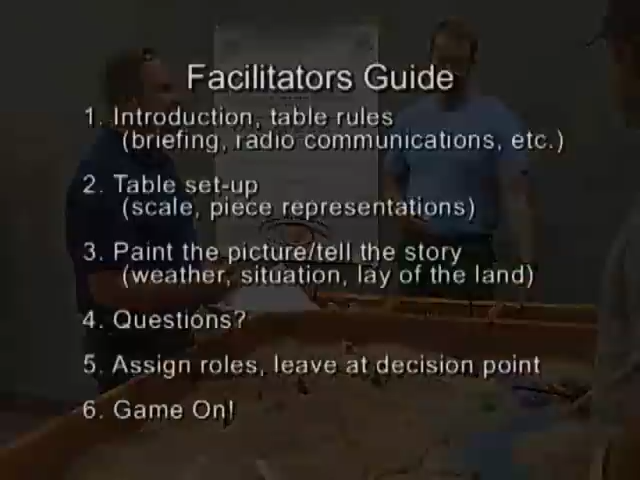 Facilitators Guide
1. Introduction, table rules
(briefing, radio communications, etc.)
2. Table set-up
(scale, piece representations)
3. Paint the picture/tell the story
(weather, situation, lay of the land)
4. Questions?
5. Assign roles, leave at decision point
6. Game On!